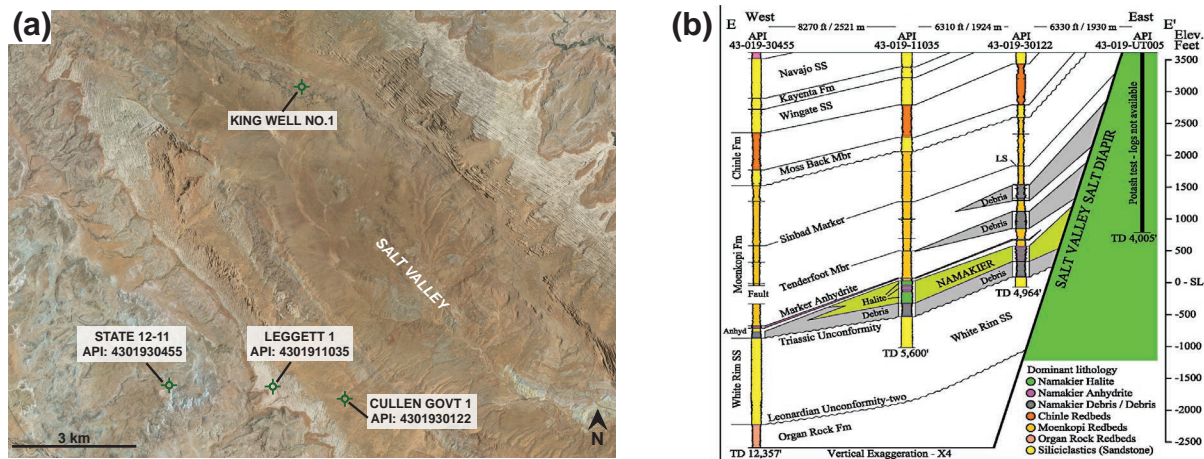 (a)
KING WELL NO.1
SALT VALLEY
STATE 12-11
API: 4301930455
LEGGETT 1
API: 4301911035
CULLEN GOVT 1
API: 4301930122
3 km
N
(b)
E West 8270 ft / 2521 m 6310 ft / 1924 m 6330 ft / 1930 m East E'
API API API API Elev.
43-019-30455 43-019-11035 43-019-30122 43-019-UT005 Feet
Navajo SS
Kayenta Fm
Wingate SS
Chinle Fm
Moss Back Mbr
LS
Debris
Sinbad Marker
Debris
Moenkopi Fm
Tenderfoot Mbr
Fault
Marker Anhydrite
Halite
NAMAKIER
Debris
Debris
Anhyd
Triassic Unconformity
White Rim SS
White Rim SS
Leonardian Unconformity-two
Organ Rock Fm
TD 12,357'
TD 5,600'
TD 4,964'
SALT VALLEY SALT DIAPIR
Potash test - logs not available
TD 4,005'
Vertical Exaggeration - X4
Dominant lithology
Namakier Halite
Namakier Anhydrite
Namakier Debris / Debris
Chinle Redbeds
Moenkopi Redbeds
Organ Rock Redbeds
Siliciclastics (Sandstone)
3500
3000
2500
2000
1500
1000
500
0 - SL
-500
-1000
-1500
-2000
-2500